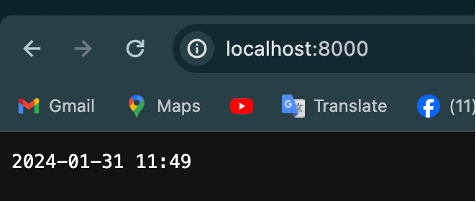 localhost:8000
Gmail Maps Translate (11)
2024-01-31 11:49